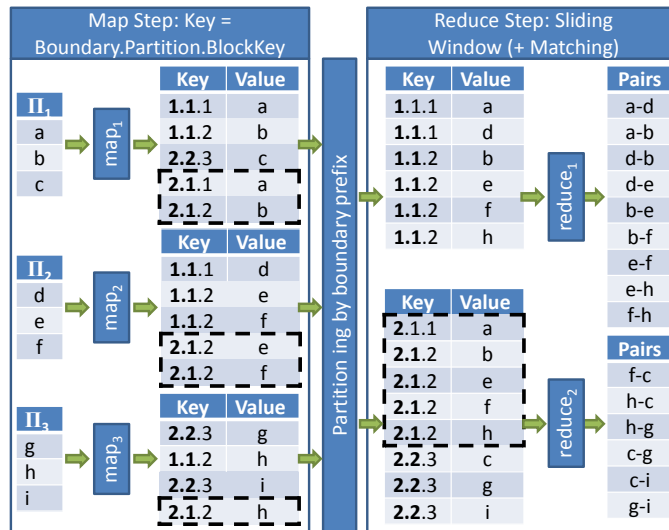 Map Step: Key =
Boundary.Partition.BlockKey
Π1
a
b
c
map1
Key Value
1.1.1 a
1.1.2 b
2.2.3 c
2.1.1 a
2.1.2 b
Π2
d
e
f
map2
Key Value
1.1.1 d
1.1.2 e
1.1.2 f
2.1.2 e
2.1.2 f
Π3
g
h
i
map3
Key Value
2.2.3 g
1.1.2 h
2.2.3 i
2.1.2 h
Partition ing by boundary prefix
Reduce Step: Sliding
Window (+ Matching)
Key Value
1.1.1 a
1.1.1 d
1.1.2 b
1.1.2 e
1.1.2 f
1.1.2 h
reduce1
Pairs
a-d
a-b
d-b
d-e
b-e
b-f
e-f
e-h
f-h
Key Value
2.1.1 a
2.1.2 b
2.1.2 e
2.1.2 f
2.1.2 h
2.2.3 c
2.2.3 g
2.2.3 i
reduce2
Pairs
f-c
h-c
h-g
c-g
c-i
g-i